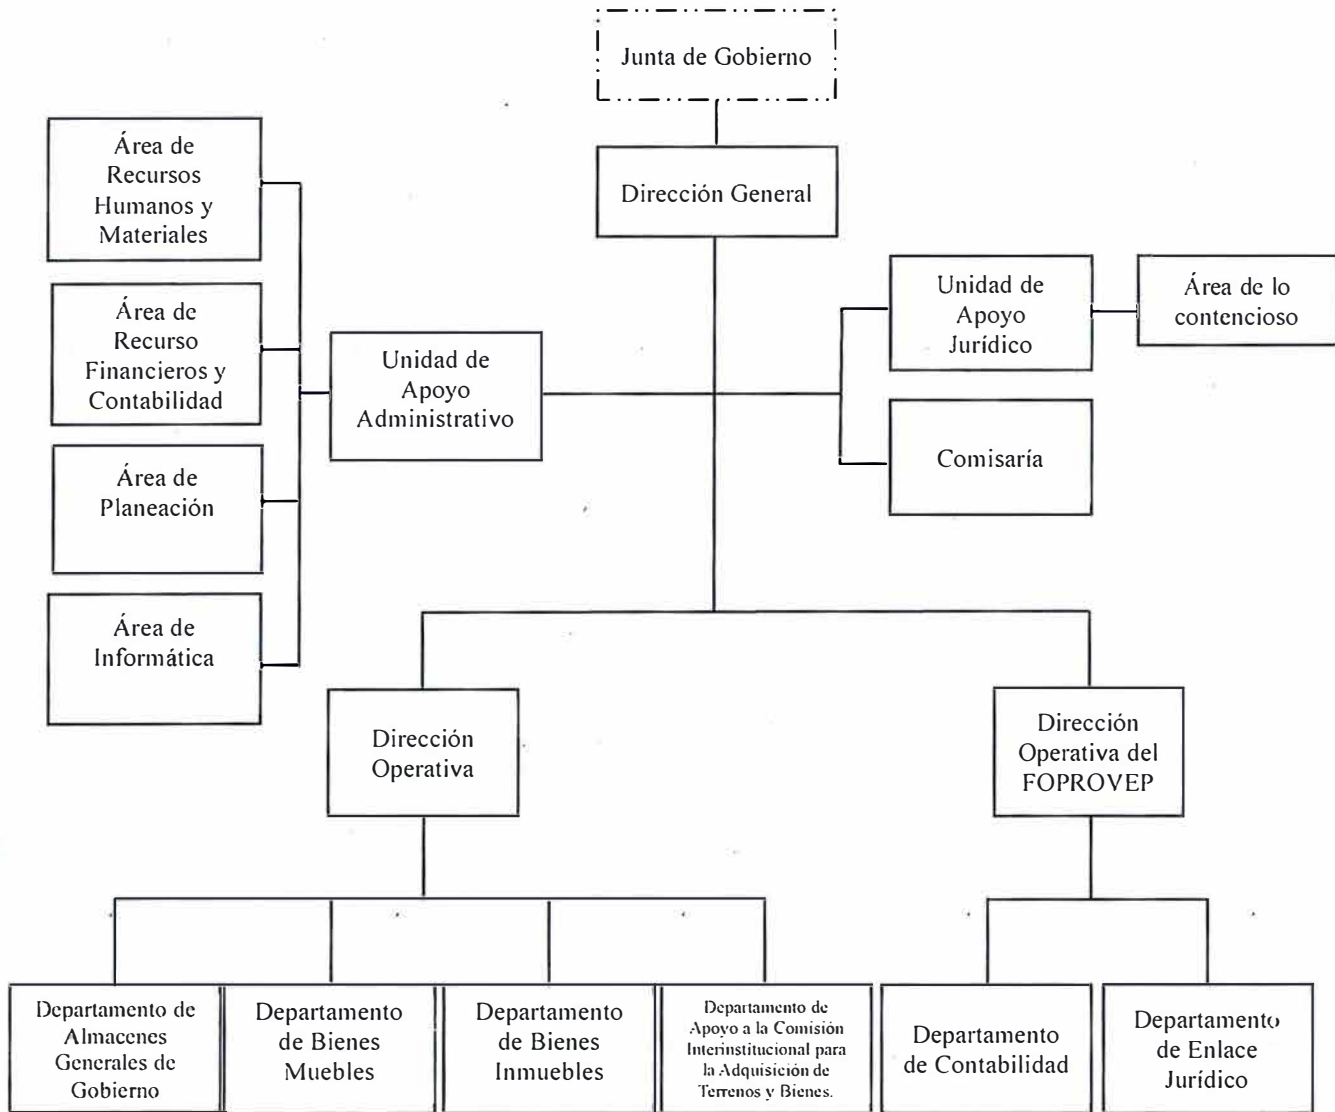 Junta de Gobierno
Dirección General
Área de
Recursos
Humanos y
Materiales
Área de
Recurso
Financieros y
Contabilidad
Área de
Planeación
Área de
Informática
Unidad de
Apoyo
Administrativo
Unidad de
Apoyo
Jurídico
Área de lo
contencioso
Comisaría
Dirección
Operativa
Dirección
Operativa del
FOPROVEP
Departamento de
Almacenes
Generales de
Gobierno
Departamento
de Bienes
Muebles
Departamento
de Bienes
Inmuebles
Departamento de
Apoyo a la Comisión
Interinstitucional para
la Adquisición de
Terrenos y Bienes.
Departamento
de Contabilidad
Departamento
de Enlace
Jurídico